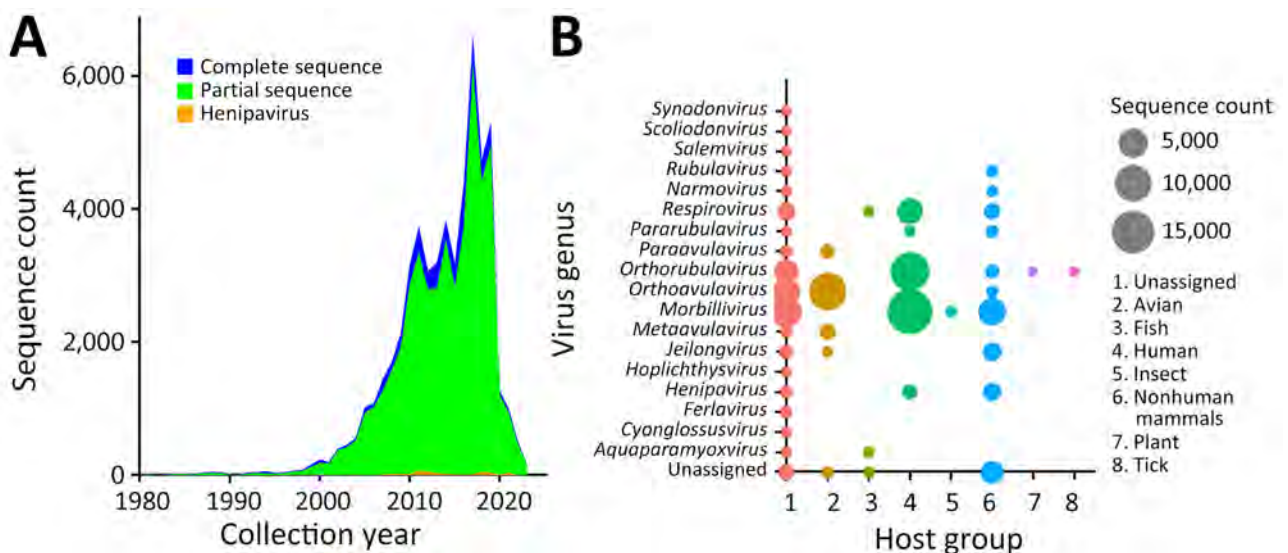 A
Sequence count
6,000
4,000
2,000
0
Complete sequence
Partial sequence
Henipavirus
1980 1990 2000 2010 2020
Collection year
B
Virus genus
Synodonvirus
Scoliodonvirus
Salemvirus
Rubulavirus
Narmovirus
Respirovirus
Pararubulavirus
Paraavulavirus
Orthorubulavirus
Orthoavulavirus
Morbillivirus
Metaavulavirus
Jeilongvirus
Hoplichthysvirus
Henipavirus
Ferlavirus
Cyonglossusvirus
Aquaparamyoxvirus
Unassigned
1 2 3 4 5 6 7 8
Host group
Sequence count
5,000
10,000
15,000
1. Unassigned
2. Avian
3. Fish
4. Human
5. Insect
6. Nonhuman
mammals
7. Plant
8. Tick